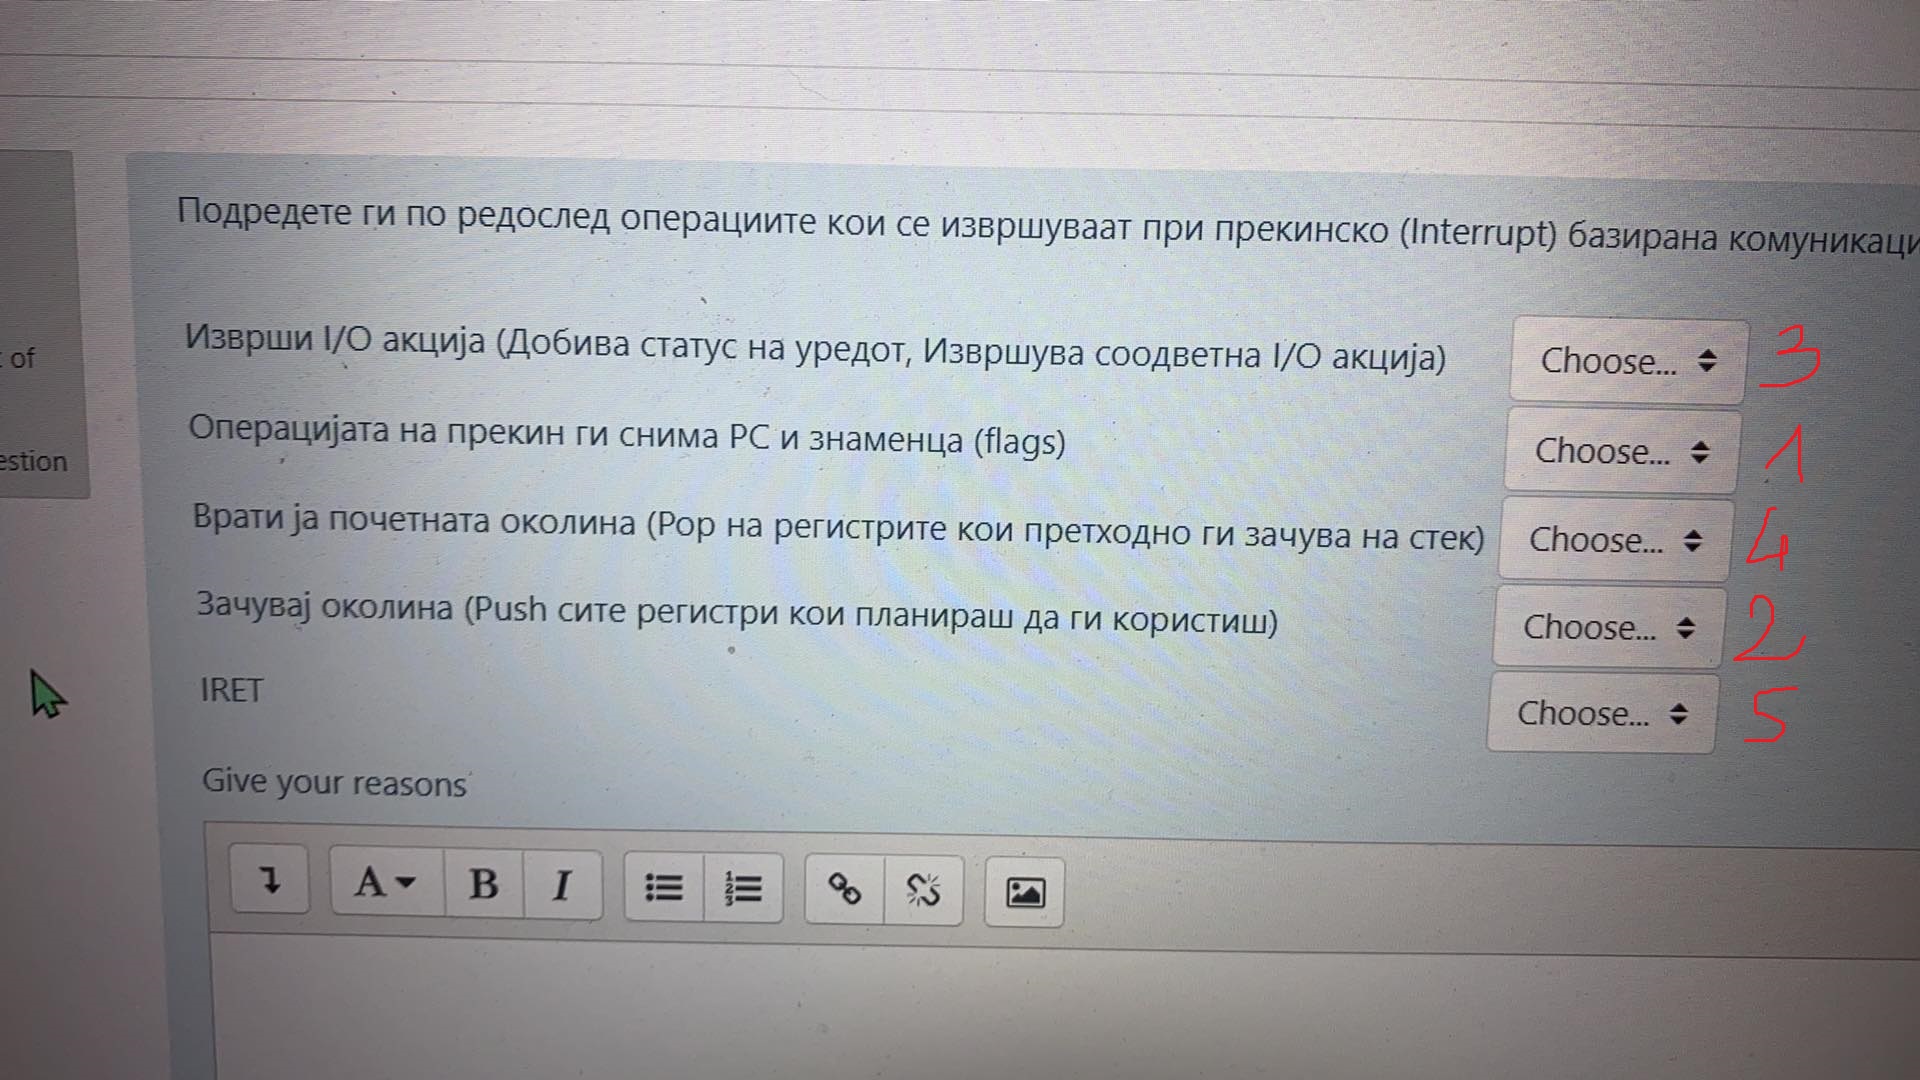 Подредете ги по редослед операциите кои се извршуваат при прекинско (Interrupt) базирана комуникаци
Изврши I/O акција (Добива статус на уредот, Извршува соодветна I/O акција) Choose... 3
of
Операцијата на прекин ги снима PC и знаменца (flags) Choose... 1
estion
Врати ја почетната околина (Pop на регистрите кои претходно ги зачува на стек) Choose... 4
Зачувај околина (Push сите регистри кои планираш да ги користиш) Choose... 2
IRET Choose... 5
Give your reasons
A B I